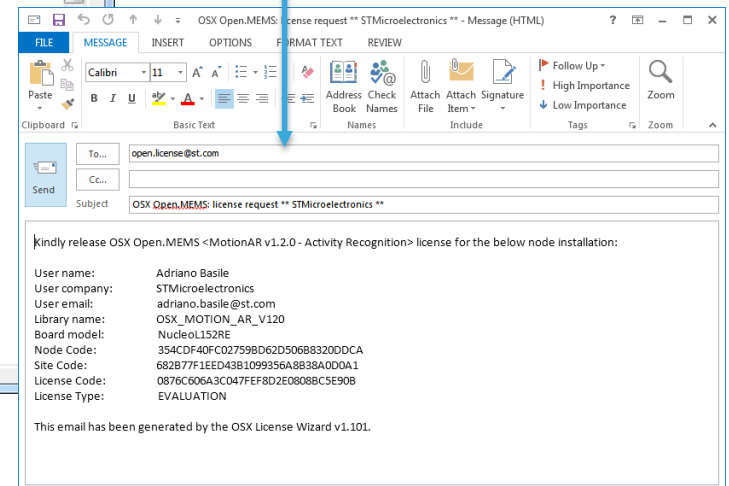 OSX Open.MEMS: license request ** STMicroelectronics ** - Message (HTML)
FILE MESSAGE INSERT OPTIONS FORMAT TEXT REVIEW
Calibri 11 Follow Up
High Importance
Paste B I U aby A Address Check Attach Attach Signature Low Importance Zoom
Book Names File Item
Clipboard Basic Text Names Include Tags Zoom
To... open.license@st.com
Cc...
Send
Subject OSX Open.MEMS: license request ** STMicroelectronics **
Kindly release OSX Open.MEMS <MotionAR v1.2.0 - Activity Recognition> license for the below node installation:
User name: Adriano Basile
User company: STMicroelectronics
User email: adriano.basile@st.com
Library name: OSX_MOTION_AR_V120
Board model: NucleoL152RE
Node Code: 354CDF40FC02759BD62D506B8320DDCA
Site Code: 682B77F1EED43B1099356A8B38A0D0A1
License Code: 0876C606A3C047FEF8D2E0808BC5E90B
License Type: EVALUATION
This email has been generated by the OSX License Wizard v1.101.